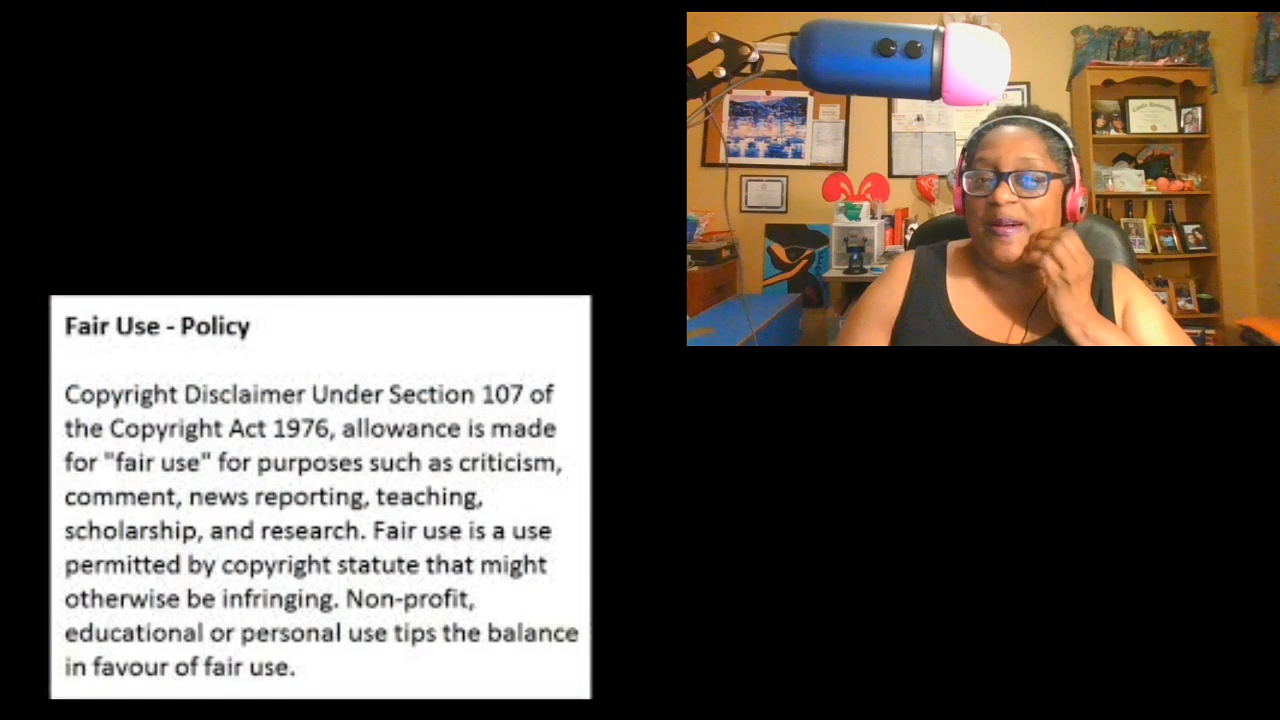 Fair Use - Policy
Copyright Disclaimer Under Section 107 of
the Copyright Act 1976, allowance is made
for "fair use" for purposes such as criticism,
comment, news reporting, teaching,
scholarship, and research. Fair use is a use
permitted by copyright statute that might
otherwise be infringing. Non-profit,
educational or personal use tips the balance
in favour of fair use.